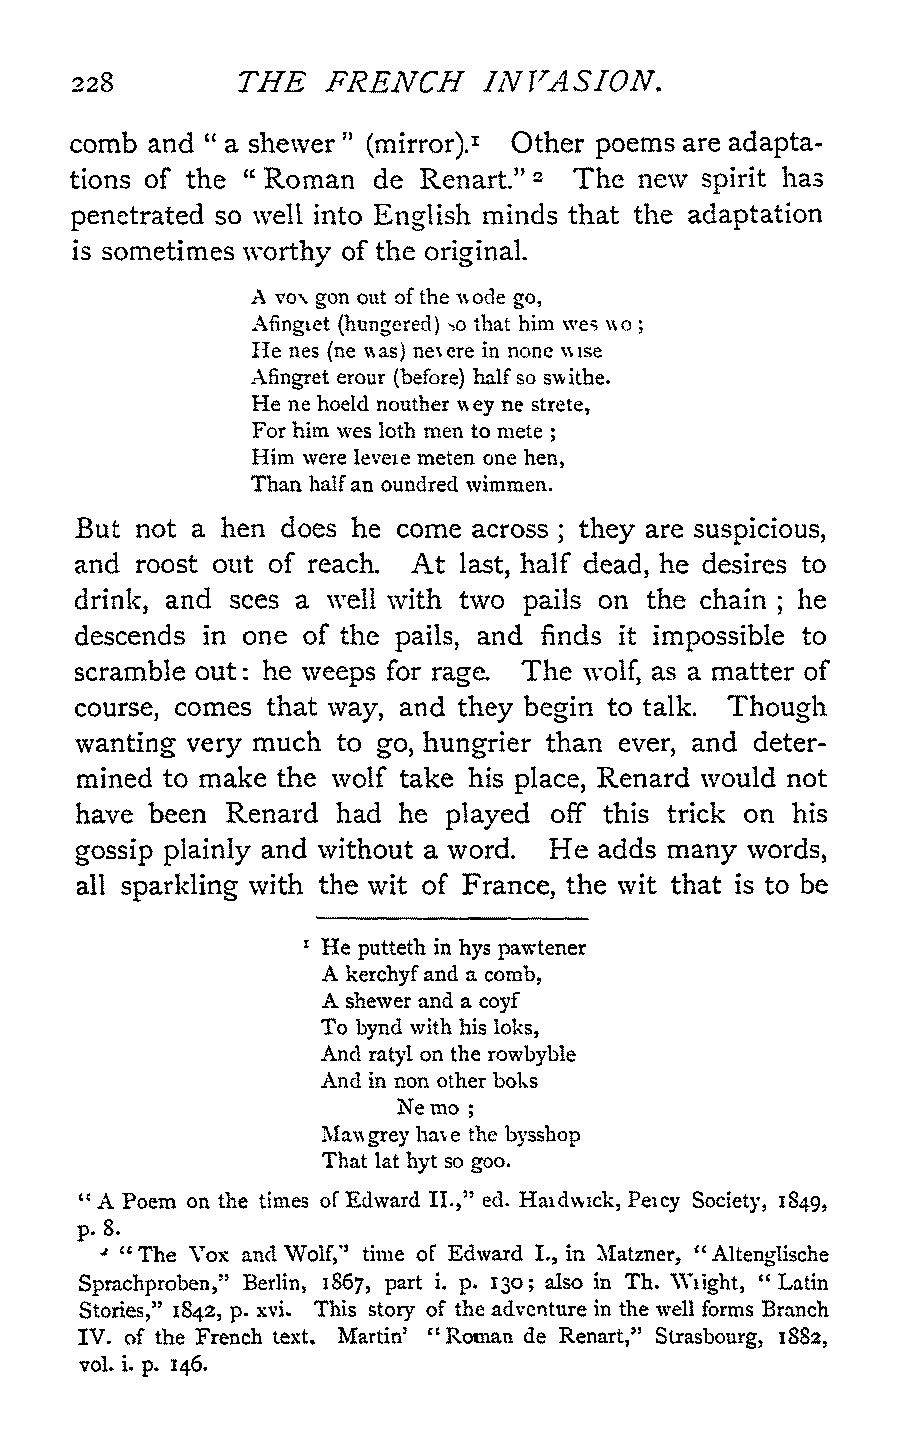 228 THE FRENCH INVASION.
comb and “ a shewer ” (mirror).¹ Other poems are adapta-
tions of the “ Roman de Renart.” ² The new spirit has
penetrated so well into English minds that the adaptation
is sometimes worthy of the original.
A vox gon out of the wode go,
Afingret (hungered) so that him wes wo ;
He nes (ne was) nevere in none wise
Afingret erour (before) half so swithe.
He ne hoeld nouther wey ne strete,
For him wes loth men to mete ;
Him were levere meten one hen,
Than half an oundred wimmen.
But not a hen does he come across ; they are suspicious,
and roost out of reach. At last, half dead, he desires to
drink, and sees a well with two pails on the chain ; he
descends in one of the pails, and finds it impossible to
scramble out : he weeps for rage. The wolf, as a matter of
course, comes that way, and they begin to talk. Though
wanting very much to go, hungrier than ever, and deter-
mined to make the wolf take his place, Renard would not
have been Renard had he played off this trick on his
gossip plainly and without a word. He adds many words,
all sparkling with the wit of France, the wit that is to be
¹ He putteth in hys pawtener
A kerchyf and a comb,
A shewer and a coyf
To bynd with his loks,
And ratyl on the rowbyble
And in non other boks
Ne mo ;
Mawgrey have the bysshop
That lat hyt so goo.
“ A Poem on the times of Edward II.,” ed. Hardwick, Percy Society, 1849,
p. 8.
² “ The Vox and Wolf,” time of Edward I., in Matzner, “ Altenglische
Sprachproben,” Berlin, 1867, part i. p. 130 ; also in Th. Wright, “ Latin
Stories,” 1842, p. xvi. This story of the adventure in the well forms Branch
IV. of the French text. Martin’ “ Roman de Renart,” Strasbourg, 1882,
vol. i. p. 146.